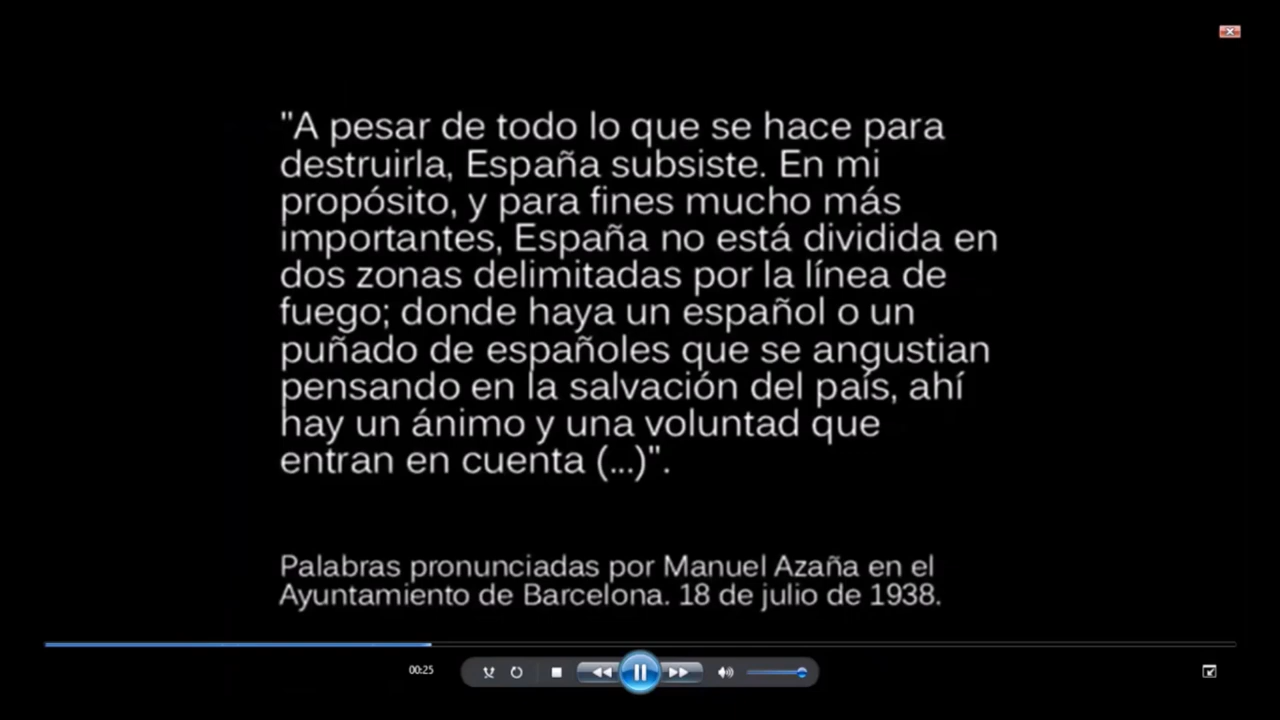 "A pesar de todo lo que se hace para
destruirla, España subsiste. En mi
propósito, y para fines mucho más
importantes, España no está dividida en
dos zonas delimitadas por la línea de
fuego; donde haya un español o un
puñado de españoles que se angustian
pensando en la salvación del país, ahí
hay un ánimo y una voluntad que
entran en cuenta (...)".
Palabras pronunciadas por Manuel Azaña en el
Ayuntamiento de Barcelona. 18 de julio de 1938.
00:25